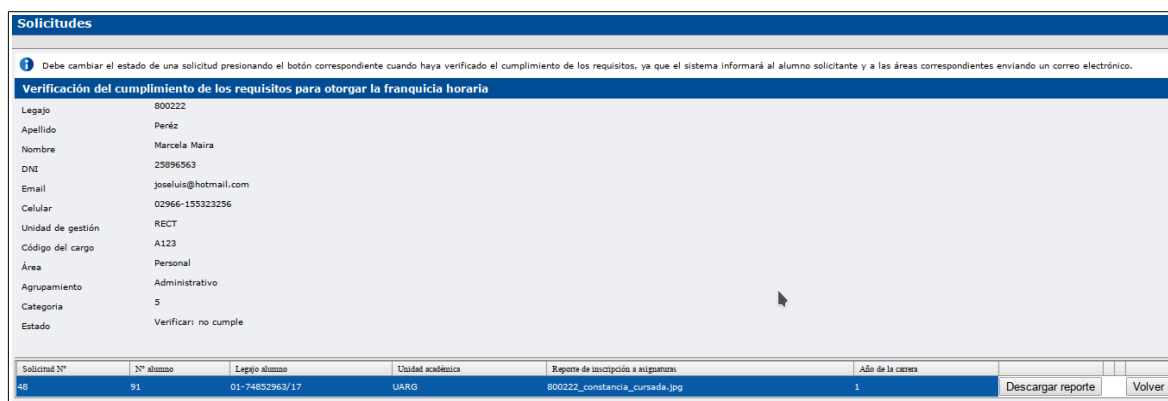 Solicitudes
Debe cambiar el estado de una solicitud presionando el botón correspondiente cuando haya verificado el cumplimiento de los requisitos, ya que el sistema informará al alumno solicitante y a las áreas correspondientes enviando un correo electrónico.
Verificación del cumplimiento de los requisitos para otorgar la franquicia horaria
Legajo 800222
Apellido Peréz
Nombre Marcela Maira
DNI 25896563
Email joseluis@hotmail.com
Celular 02966-155323256
Unidad de gestión RECT
Código del cargo A123
Área Personal
Agrupamiento Administrativo
Categoria 5
Estado Verificar: no cumple
Solicitud N° N° alumno Legajo alumno Unidad académica Reporte de inscripción a asignaturas Año de la carrera
48 91 01-74852963/17 UARG 800222_constancia_cursada.jpg 1 Descargar reporte Volver